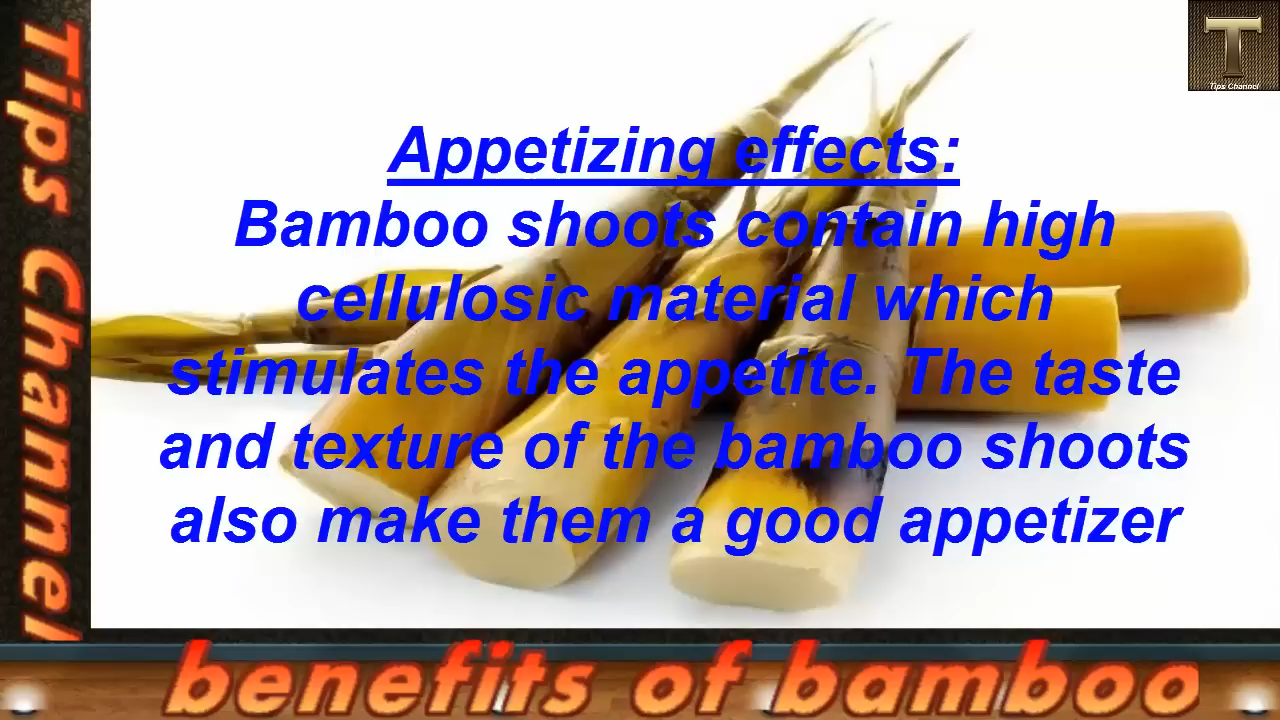 Tips Channel
T
Tips Channel
Appetizing effects:
Bamboo shoots contain high
cellulosic material which
stimulates the appetite. The taste
and texture of the bamboo shoots
also make them a good appetizer
benefits of bamboo